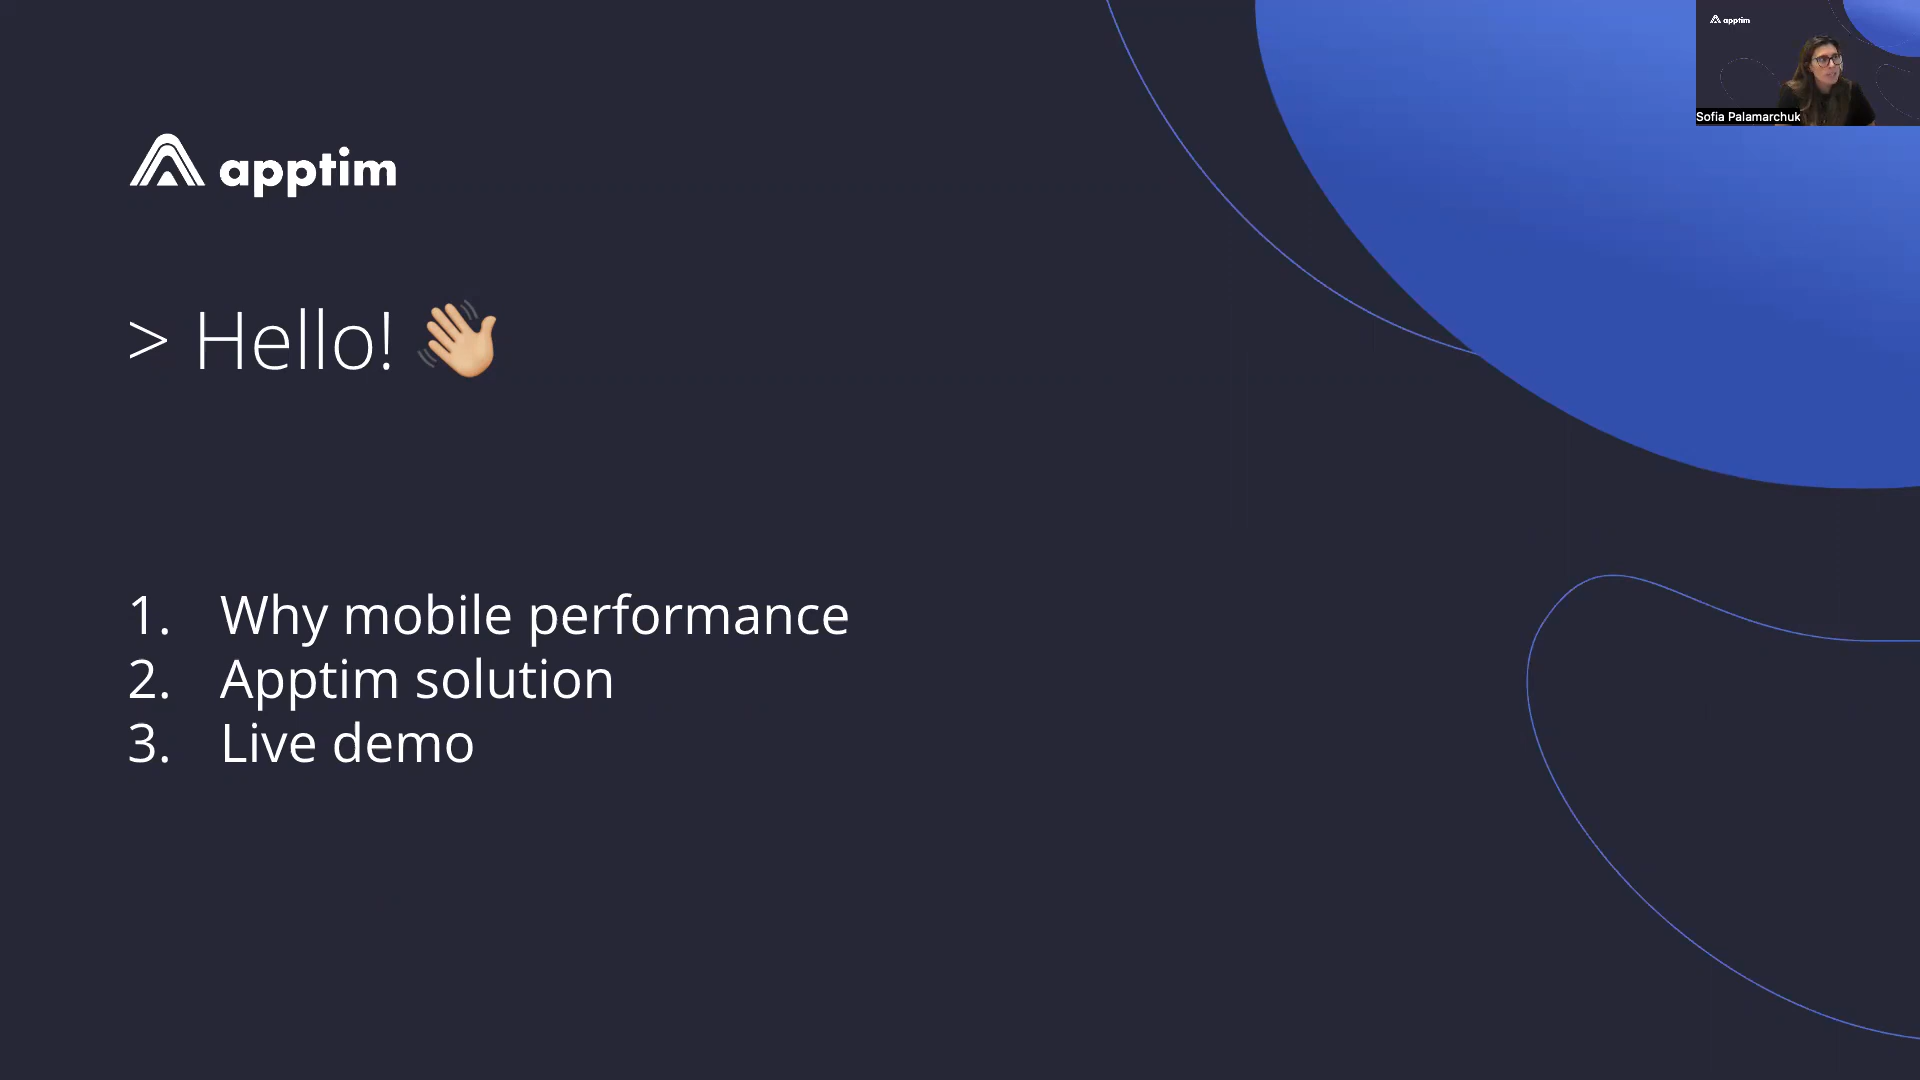 apptim
> Hello! 👋🏼
1. Why mobile performance
2. Apptim solution
3. Live demo
apptim
Sofia Palamarchuk